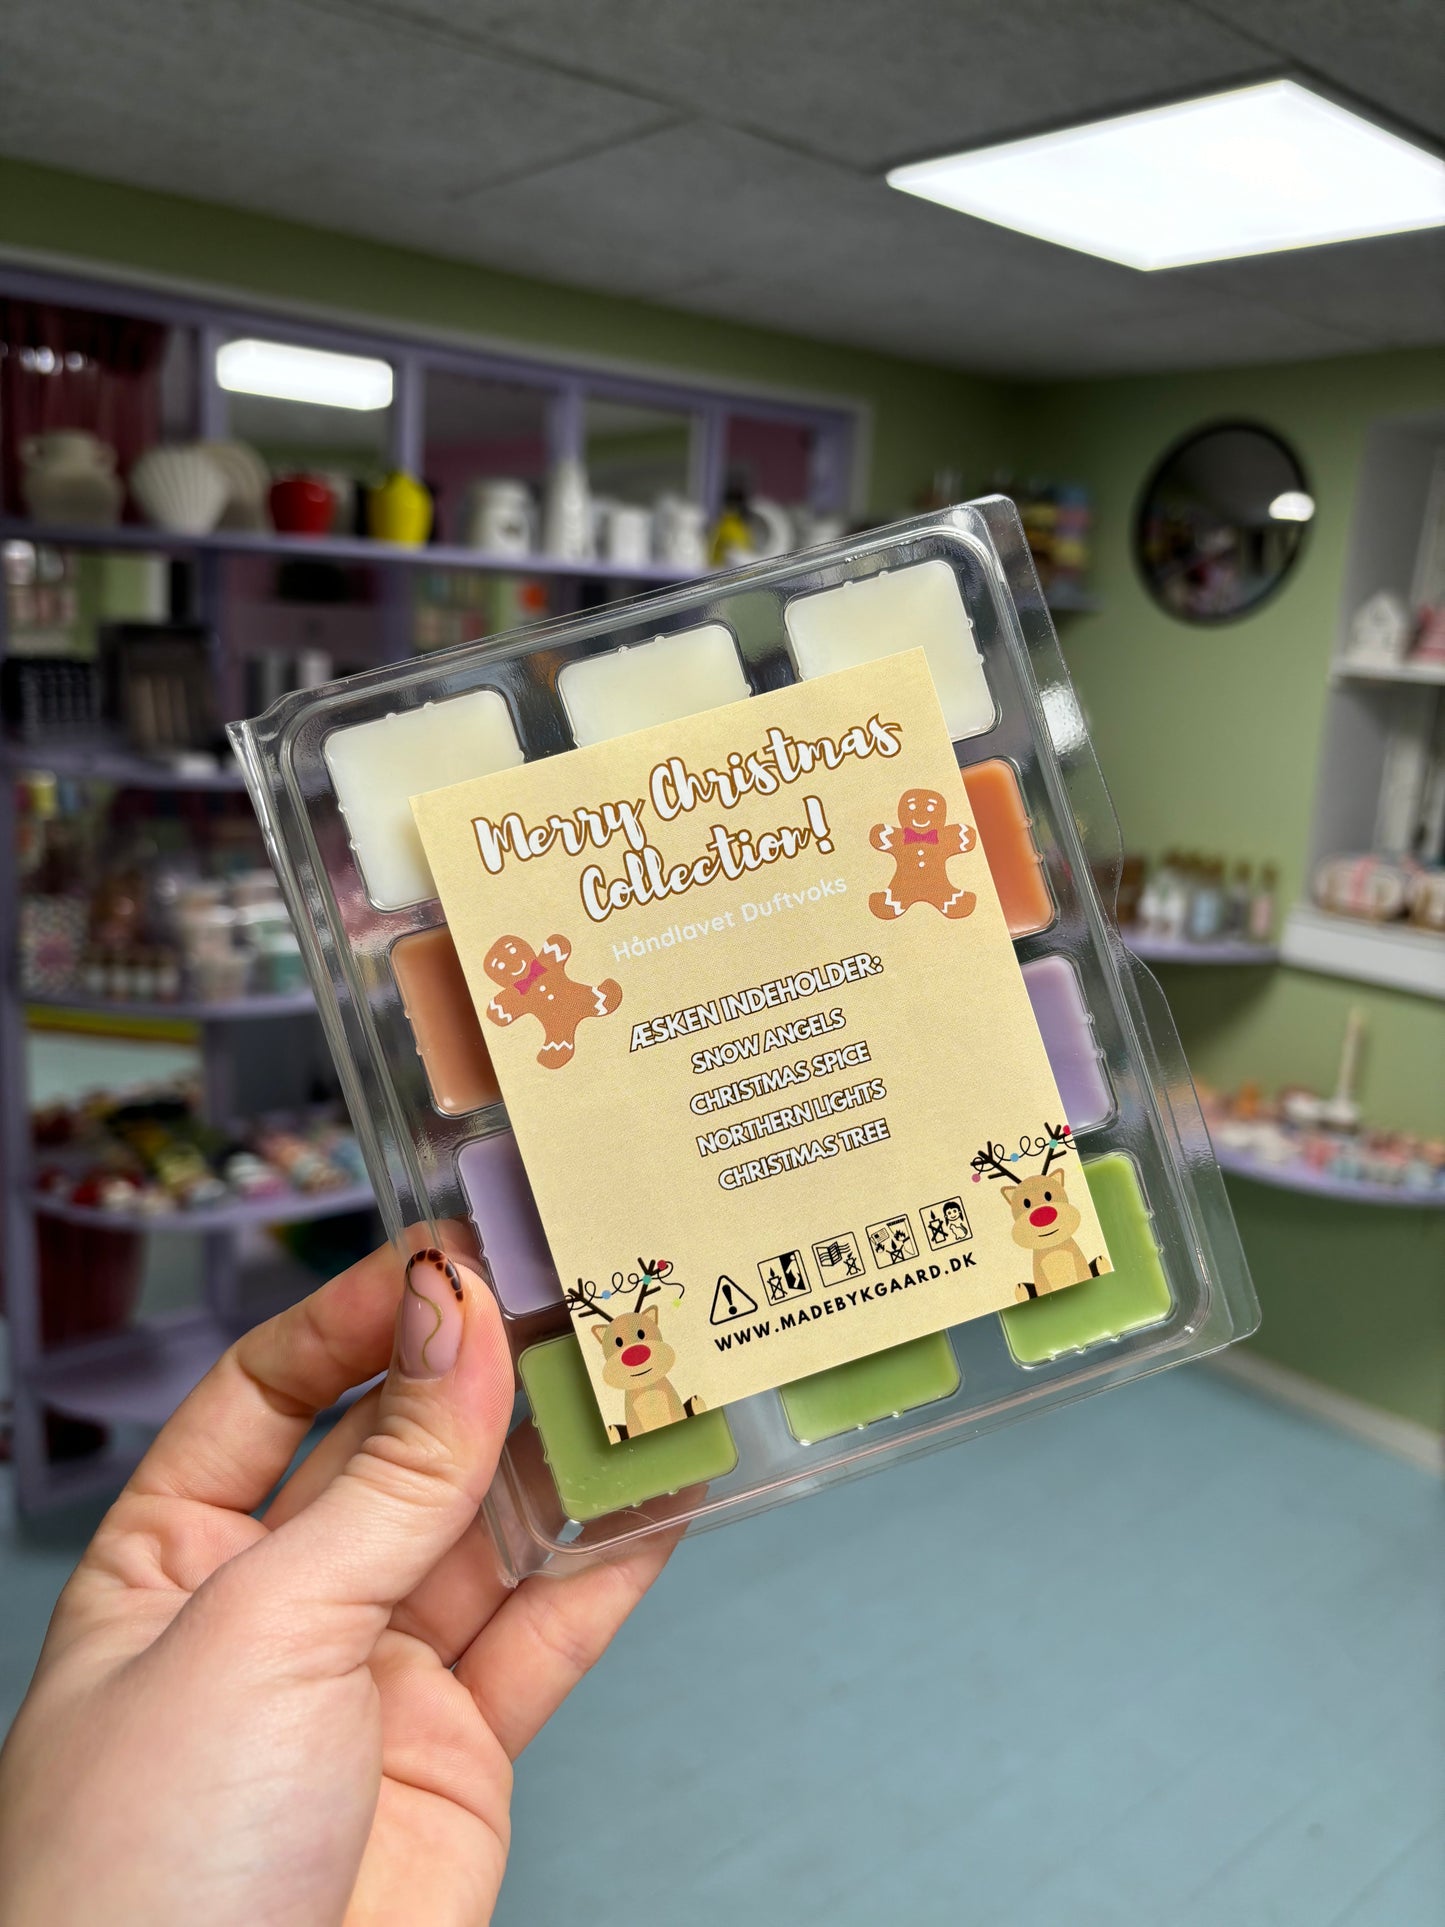 Merry Christmas
Collection!
Håndlavet Duftvoks
ÆSKEN INDEHOLDER:
SNOW ANGELS
CHRISTMAS SPICE
NORTHERN LIGHTS
CHRISTMAS TREE
WWW.MADEBYKGAARD.DK